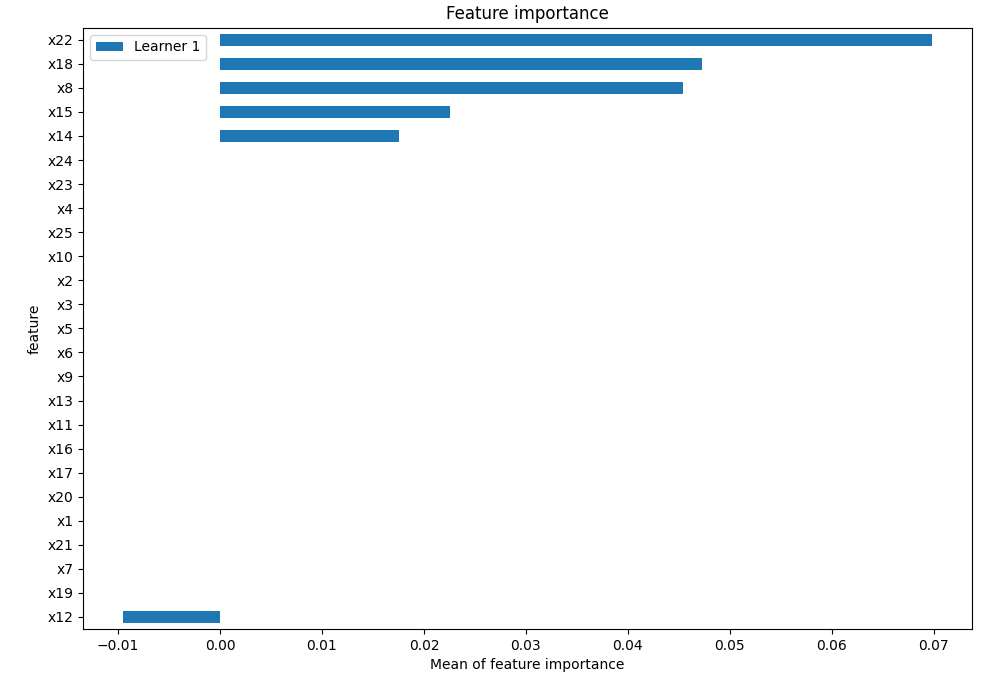 Feature importance
Learner 1
x22
x18
x8
x15
x14
x24
x23
x4
x25
x10
x2
x3
x5
x6
x9
x13
x11
x16
x17
x20
x1
x21
x7
x19
x12
feature
−0.01 0.00 0.01 0.02 0.03 0.04 0.05 0.06 0.07
Mean of feature importance